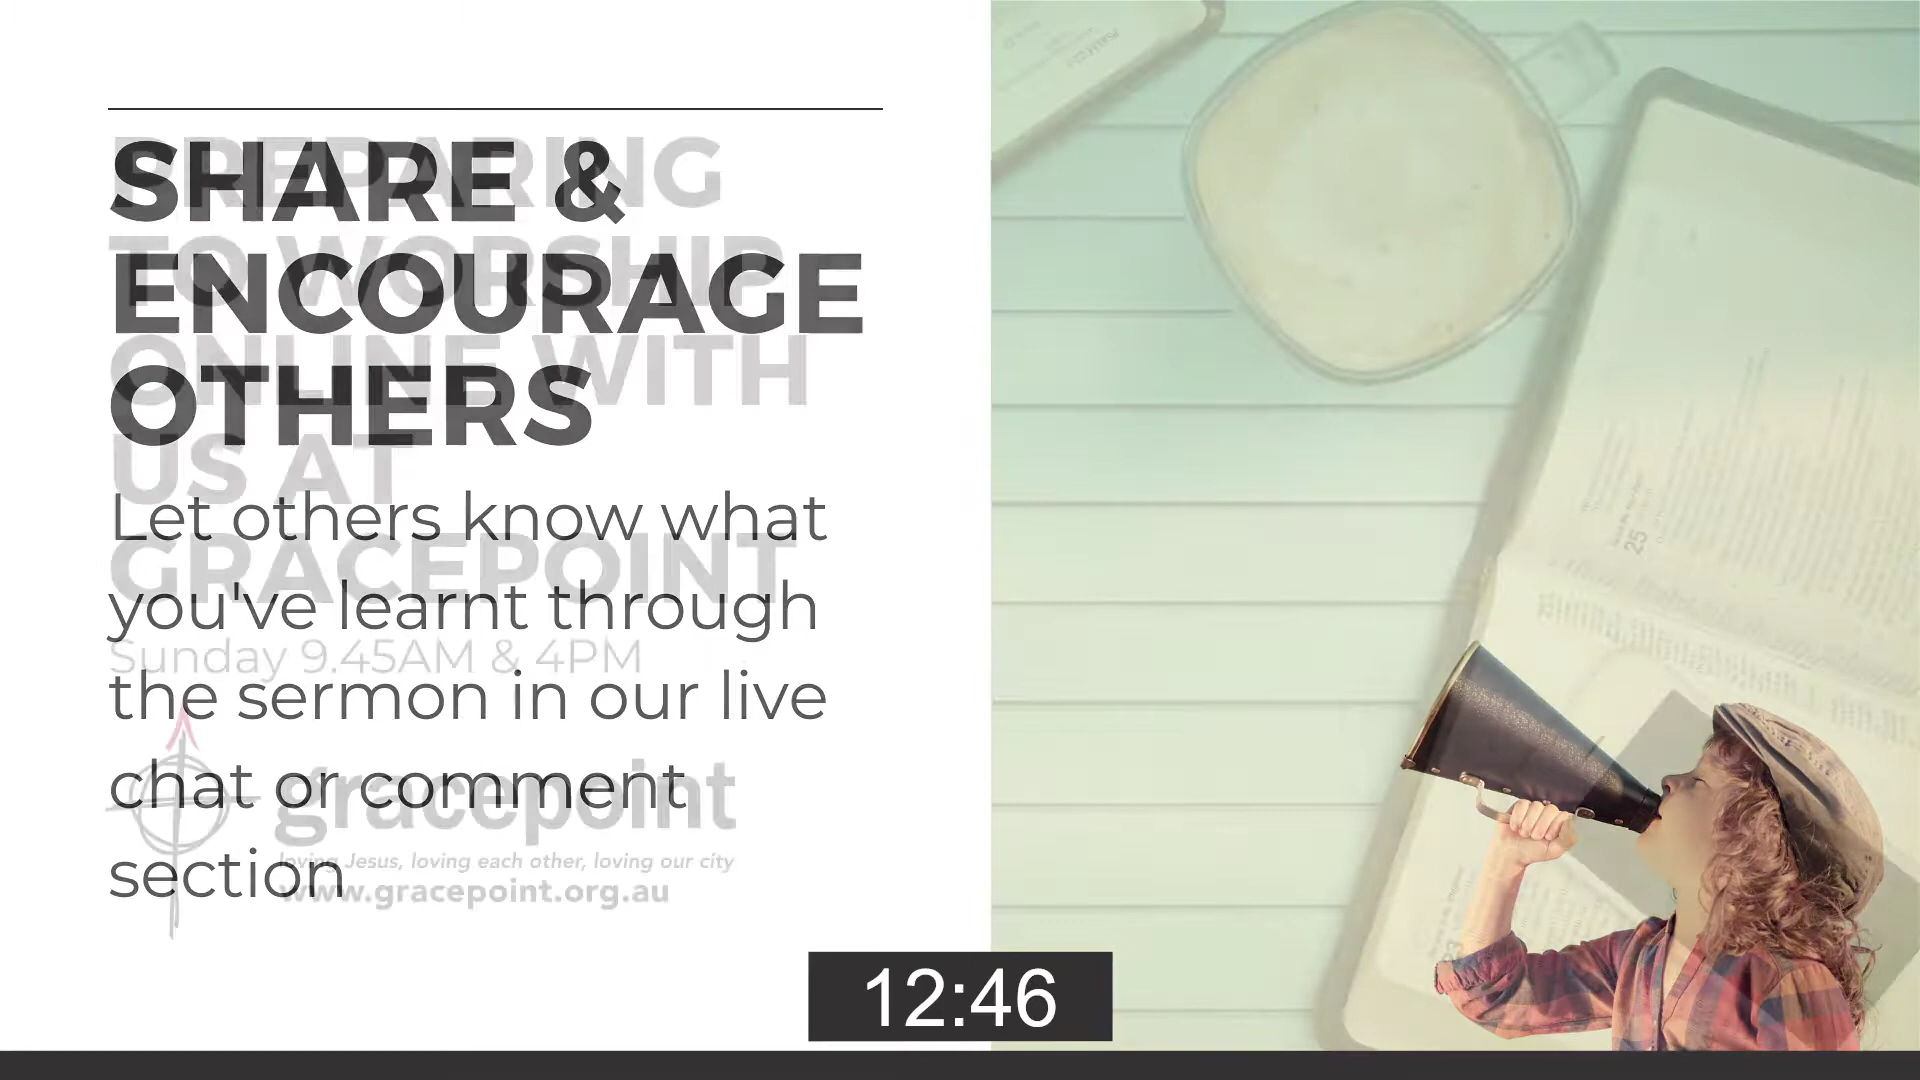 SHARE &
ENCOURAGE
OTHERS
Let others know what
you've learnt through
the sermon in our live
chat or comment
section
PREPARING
TO WORSHIP
ONLINE WITH
US AT
GRACEPOINT
Sunday 9.45AM & 4PM
gracepoint
loving Jesus, loving each other, loving our city
www.gracepoint.org.au
12:46
25